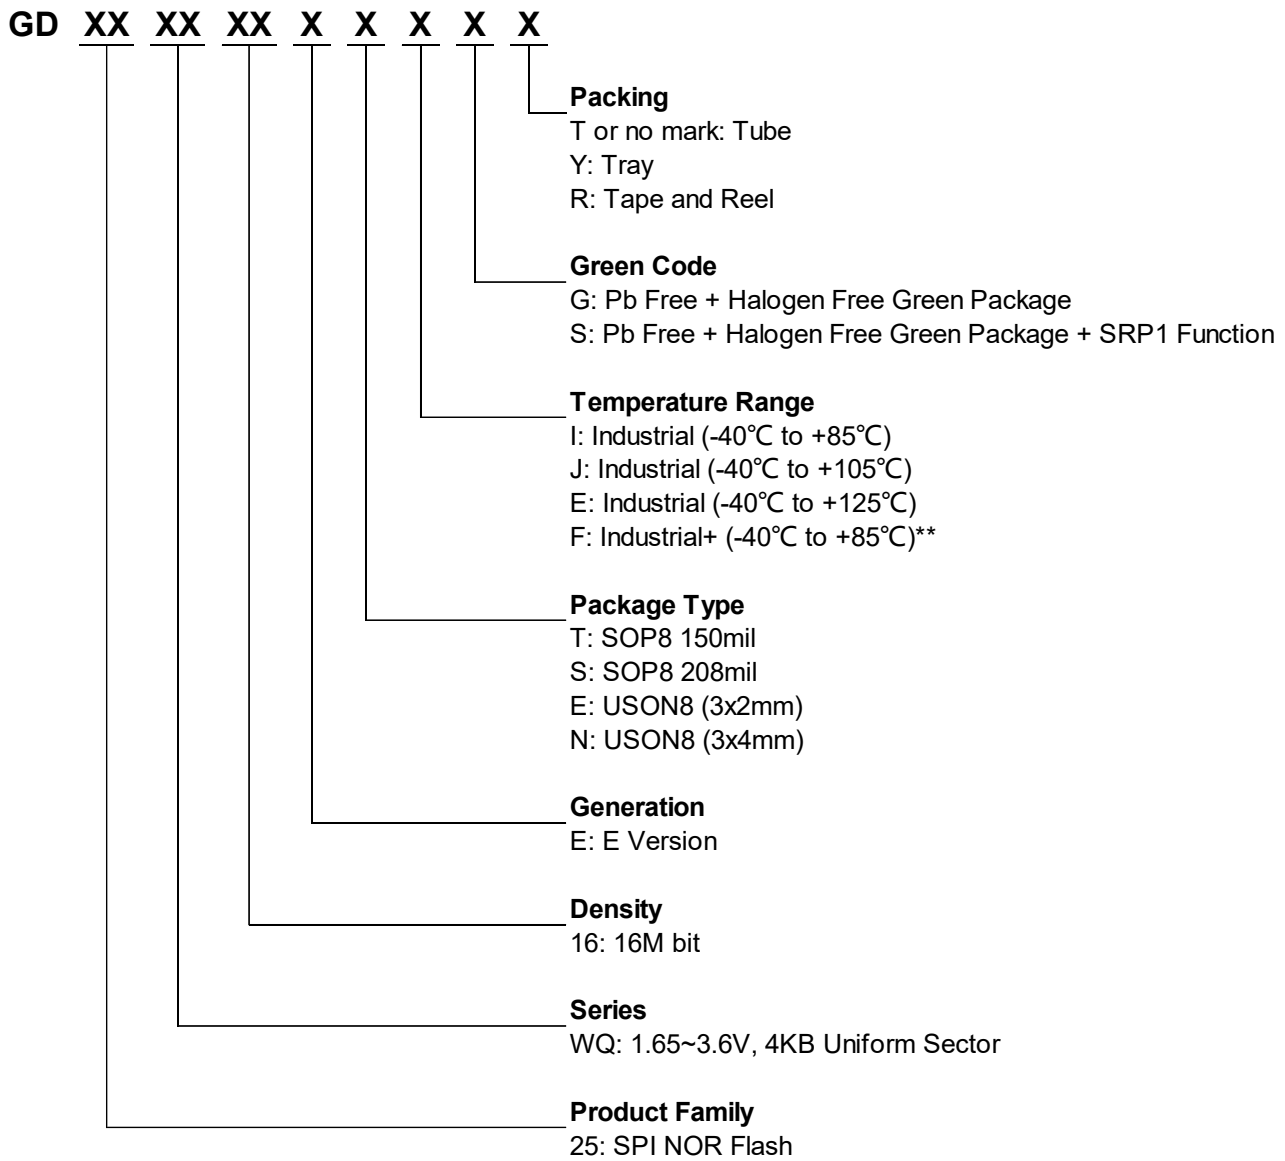 GD XX XX XX X X X X X
Packing
T or no mark: Tube
Y: Tray
R: Tape and Reel
Green Code
G: Pb Free + Halogen Free Green Package
S: Pb Free + Halogen Free Green Package + SRP1 Function
Temperature Range
I: Industrial (-40℃ to +85℃)
J: Industrial (-40℃ to +105℃)
E: Industrial (-40℃ to +125℃)
F: Industrial+ (-40℃ to +85℃)**
Package Type
T: SOP8 150mil
S: SOP8 208mil
E: USON8 (3x2mm)
N: USON8 (3x4mm)
Generation
E: E Version
Density
16: 16M bit
Series
WQ: 1.65~3.6V, 4KB Uniform Sector
Product Family
25: SPI NOR Flash